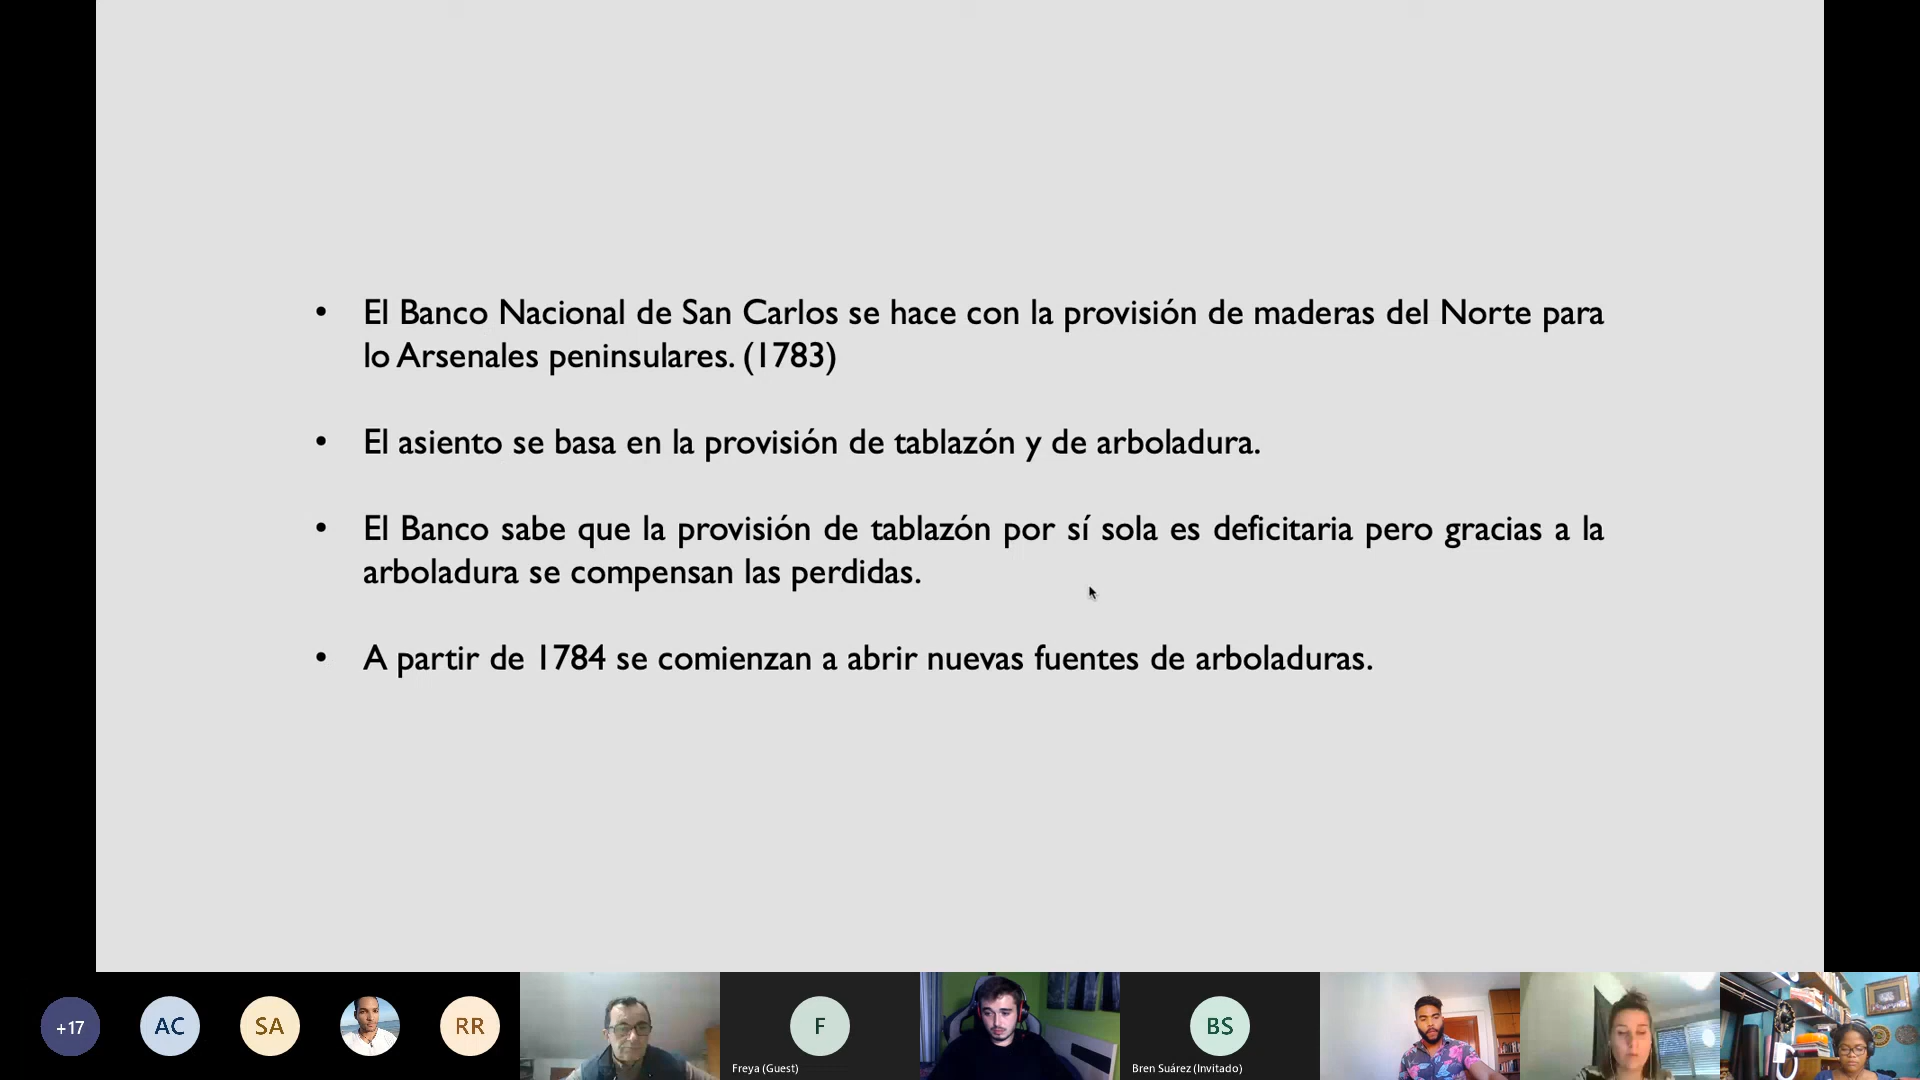 • El Banco Nacional de San Carlos se hace con la provisión de maderas del Norte para
lo Arsenales peninsulares. (1783)
• El asiento se basa en la provisión de tablazón y de arboladura.
• El Banco sabe que la provisión de tablazón por sí sola es deficitaria pero gracias a la
arboladura se compensan las perdidas.
• A partir de 1784 se comienzan a abrir nuevas fuentes de arboladuras.
+17
AC
SA
RR
F
Freya (Guest)
BS
Bren Suárez (Invitado)